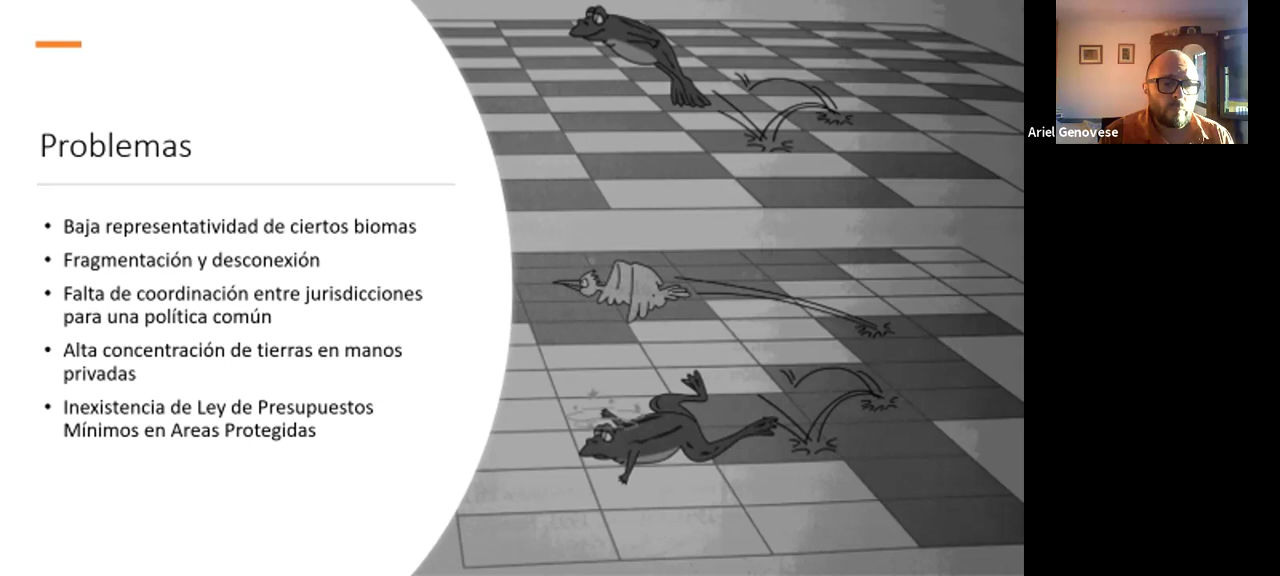 Problemas
• Baja representatividad de ciertos biomas
• Fragmentación y desconexión
• Falta de coordinación entre jurisdicciones
para una política común
• Alta concentración de tierras en manos
privadas
• Inexistencia de Ley de Presupuestos
Mínimos en Areas Protegidas
Ariel Genovese